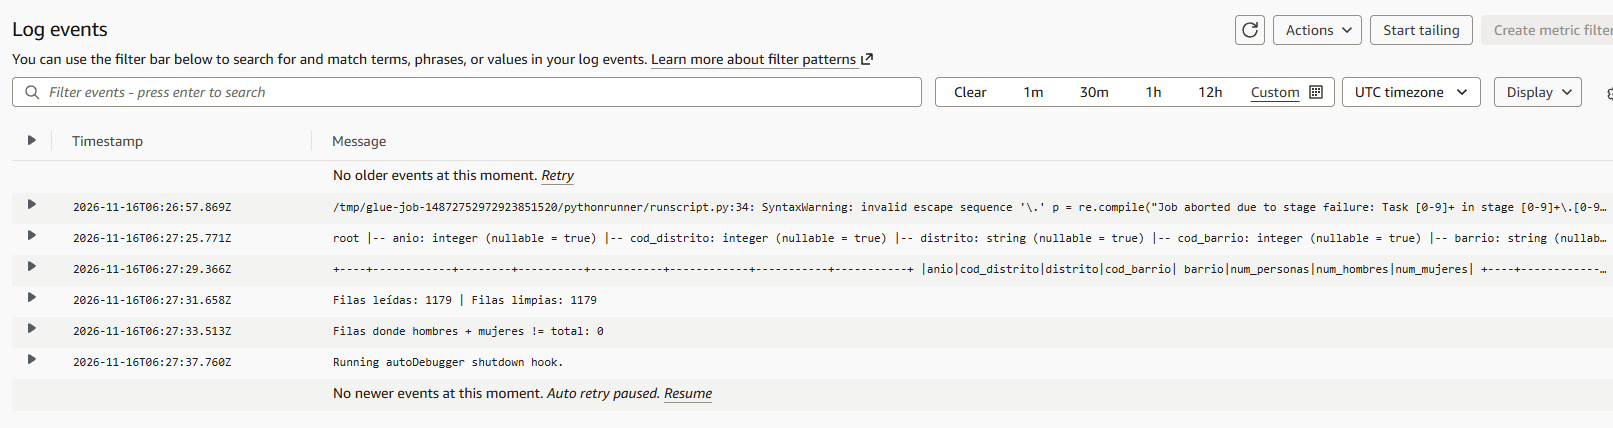 Log events
Actions
Start tailing
Create metric filter
You can use the filter bar below to search for and match terms, phrases, or values in your log events. Learn more about filter patterns
Filter events - press enter to search
Clear 1m 30m 1h 12h Custom
UTC timezone
Display
Timestamp Message
No older events at this moment. Retry
2026-11-16T06:26:57.869Z /tmp/glue-job-14872752972923851520/pythonrunner/runscript.py:34: SyntaxWarning: invalid escape sequence '\.' p = re.compile("Job aborted due to stage failure: Task [0-9]+ in stage [0-9]+\.[0-9…
2026-11-16T06:27:25.771Z root |-- anio: integer (nullable = true) |-- cod_distrito: integer (nullable = true) |-- distrito: string (nullable = true) |-- cod_barrio: integer (nullable = true) |-- barrio: string (nullab…
2026-11-16T06:27:29.366Z +----+------------+--------+----------+-----------+------------+-----------+-----------+ |anio|cod_distrito|distrito|cod_barrio| barrio|num_personas|num_hombres|num_mujeres| +----+------------…
2026-11-16T06:27:31.658Z Filas leídas: 1179 | Filas limpias: 1179
2026-11-16T06:27:33.513Z Filas donde hombres + mujeres != total: 0
2026-11-16T06:27:37.760Z Running autoDebugger shutdown hook.
No newer events at this moment. Auto retry paused. Resume